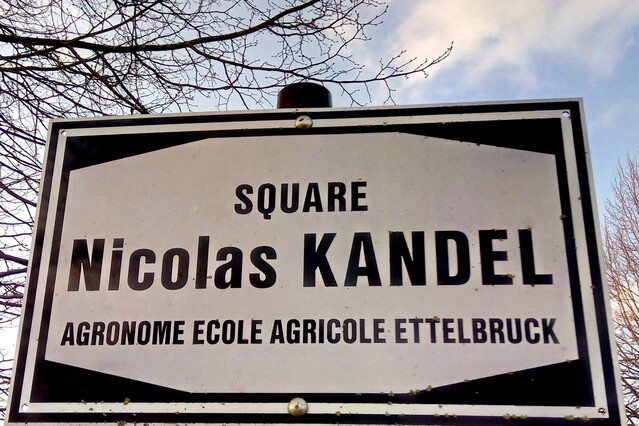 SQUARE
Nicolas KANDEL
AGRONOME ECOLE AGRICOLE ETTELBRUCK